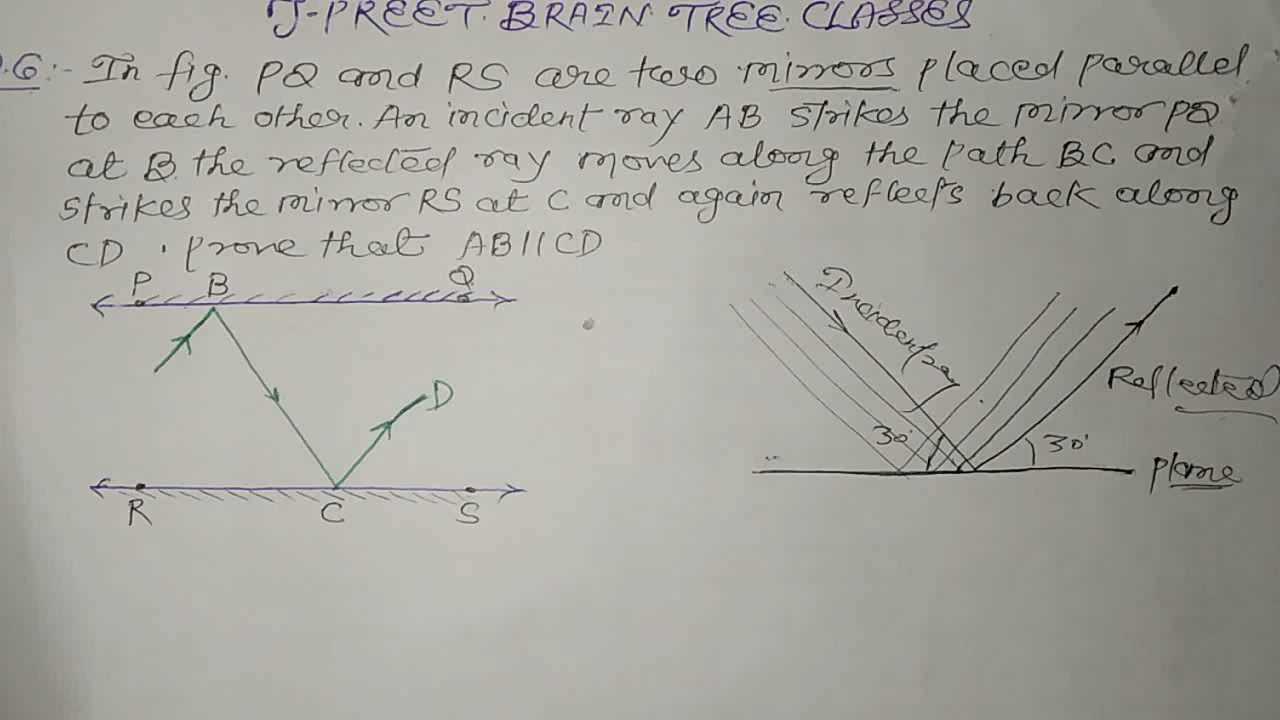 J-PREET. BRAIN TREE. CLASSES
.6:- In fig. PQ and RS are two mirrors placed parallel
to each other. An incident ray AB strikes the mirror PQ
at B. the reflected ray moves along the path BC and
strikes the mirror RS at C and again reflects back along
CD . prove that AB||CD
P B Q
D
R C S
Incident ray
Reflected
30° 30°
plane